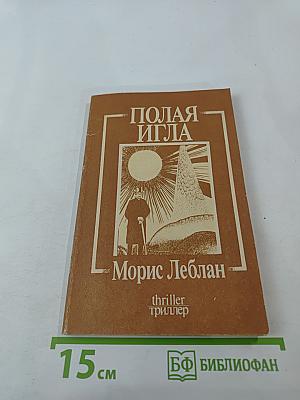 ПОЛАЯ
ИГЛА
Морис Леблан
thriller
триллер
15 см
БФ БИБЛИОФАН